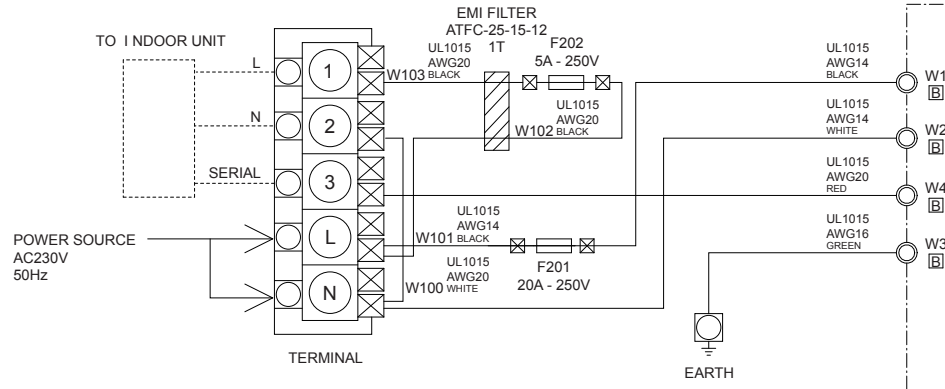 EMI FILTER
ATFC-25-15-12
1T
F202
5A - 250V
TO I NDOOR UNIT
L
1
W103
UL1015
AWG20
BLACK
UL1015
AWG14
BLACK
W1
B
N
2
W102
UL1015
AWG20
BLACK
UL1015
AWG14
WHITE
W2
B
SERIAL
3
UL1015
AWG20
RED
W4
B
POWER SOURCE
AC230V
50Hz
L
W101
UL1015
AWG14
BLACK
F201
20A - 250V
UL1015
AWG16
GREEN
W3
B
N
W100
UL1015
AWG20
WHITE
TERMINAL
EARTH